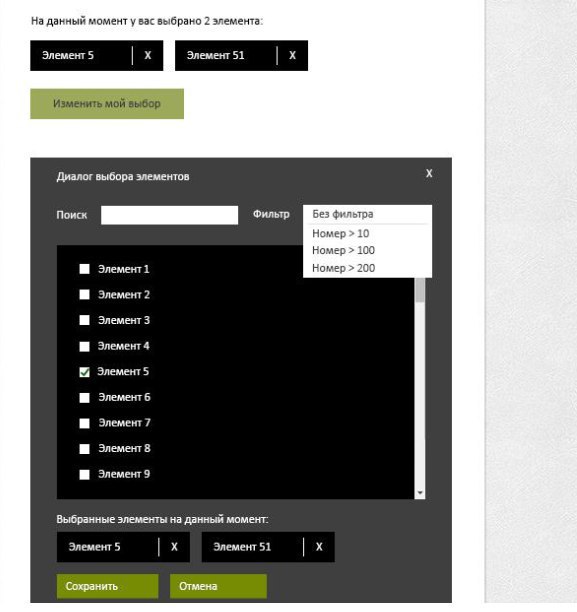 На данный момент у вас выбрано 2 элемента:
Элемент 5 X Элемент 51 X
Изменить мой выбор
Диалог выбора элементов X
Поиск Фильтр Без фильтра
Номер > 10
Номер > 100
Номер > 200
Элемент 1
Элемент 2
Элемент 3
Элемент 4
Элемент 5
Элемент 6
Элемент 7
Элемент 8
Элемент 9
Выбранные элементы на данный момент:
Элемент 5 X Элемент 51 X
Сохранить Отмена